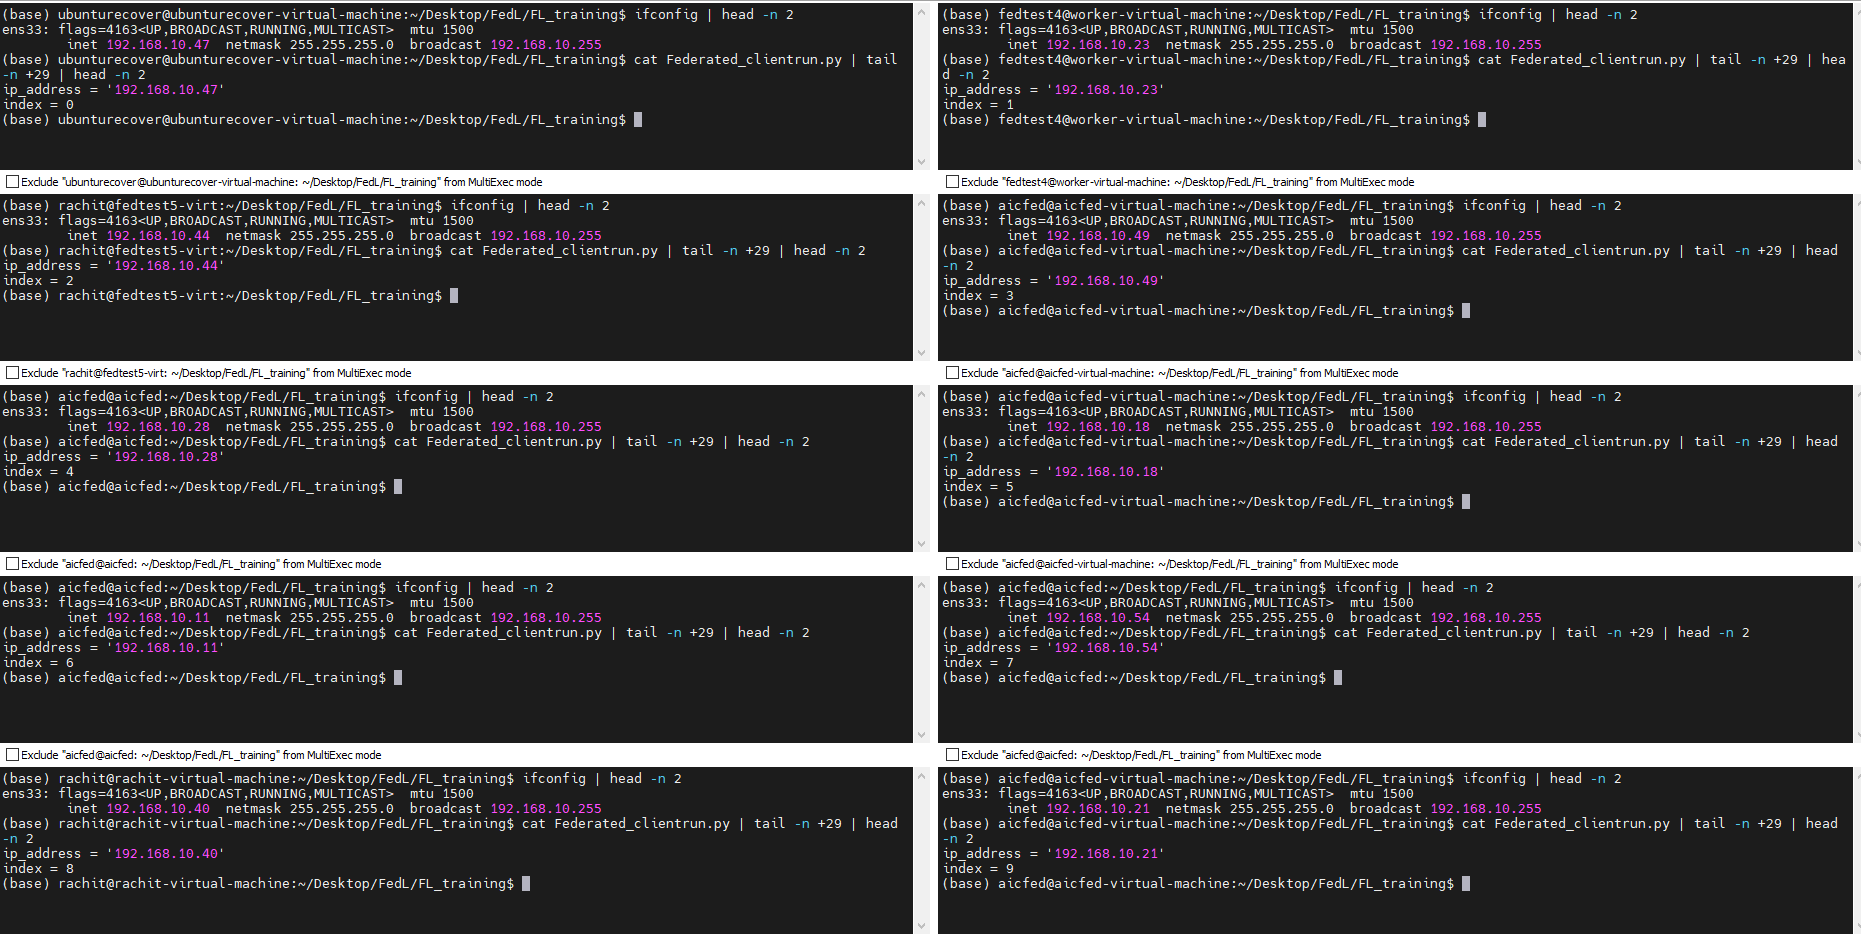 (base) ubunturecover@ubunturecover-virtual-machine:~/Desktop/FedL/FL_training$ ifconfig | head -n 2
ens33: flags=4163<UP,BROADCAST,RUNNING,MULTICAST>  mtu 1500
        inet 192.168.10.47  netmask 255.255.255.0  broadcast 192.168.10.255
(base) ubunturecover@ubunturecover-virtual-machine:~/Desktop/FedL/FL_training$ cat Federated_clientrun.py | tail
-n +29 | head -n 2
ip_address = '192.168.10.47'
index = 0
(base) ubunturecover@ubunturecover-virtual-machine:~/Desktop/FedL/FL_training$
Exclude "ubunturecover@ubunturecover-virtual-machine: ~/Desktop/FedL/FL_training" from MultiExec mode
(base) fedtest4@worker-virtual-machine:~/Desktop/FedL/FL_training$ ifconfig | head -n 2
ens33: flags=4163<UP,BROADCAST,RUNNING,MULTICAST>  mtu 1500
        inet 192.168.10.23  netmask 255.255.255.0  broadcast 192.168.10.255
(base) fedtest4@worker-virtual-machine:~/Desktop/FedL/FL_training$ cat Federated_clientrun.py | tail -n +29 | hea
d -n 2
ip_address = '192.168.10.23'
index = 1
(base) fedtest4@worker-virtual-machine:~/Desktop/FedL/FL_training$
Exclude "fedtest4@worker-virtual-machine: ~/Desktop/FedL/FL_training" from MultiExec mode
(base) rachit@fedtest5-virt:~/Desktop/FedL/FL_training$ ifconfig | head -n 2
ens33: flags=4163<UP,BROADCAST,RUNNING,MULTICAST>  mtu 1500
        inet 192.168.10.44  netmask 255.255.255.0  broadcast 192.168.10.255
(base) rachit@fedtest5-virt:~/Desktop/FedL/FL_training$ cat Federated_clientrun.py | tail -n +29 | head -n 2
ip_address = '192.168.10.44'
index = 2
(base) rachit@fedtest5-virt:~/Desktop/FedL/FL_training$
Exclude "rachit@fedtest5-virt: ~/Desktop/FedL/FL_training" from MultiExec mode
(base) aicfed@aicfed-virtual-machine:~/Desktop/FedL/FL_training$ ifconfig | head -n 2
ens33: flags=4163<UP,BROADCAST,RUNNING,MULTICAST>  mtu 1500
        inet 192.168.10.49  netmask 255.255.255.0  broadcast 192.168.10.255
(base) aicfed@aicfed-virtual-machine:~/Desktop/FedL/FL_training$ cat Federated_clientrun.py | tail -n +29 | head
-n 2
ip_address = '192.168.10.49'
index = 3
(base) aicfed@aicfed-virtual-machine:~/Desktop/FedL/FL_training$
Exclude "aicfed@aicfed-virtual-machine: ~/Desktop/FedL/FL_training" from MultiExec mode
(base) aicfed@aicfed:~/Desktop/FedL/FL_training$ ifconfig | head -n 2
ens33: flags=4163<UP,BROADCAST,RUNNING,MULTICAST>  mtu 1500
        inet 192.168.10.28  netmask 255.255.255.0  broadcast 192.168.10.255
(base) aicfed@aicfed:~/Desktop/FedL/FL_training$ cat Federated_clientrun.py | tail -n +29 | head -n 2
ip_address = '192.168.10.28'
index = 4
(base) aicfed@aicfed:~/Desktop/FedL/FL_training$
Exclude "aicfed@aicfed: ~/Desktop/FedL/FL_training" from MultiExec mode
(base) aicfed@aicfed-virtual-machine:~/Desktop/FedL/FL_training$ ifconfig | head -n 2
ens33: flags=4163<UP,BROADCAST,RUNNING,MULTICAST>  mtu 1500
        inet 192.168.10.18  netmask 255.255.255.0  broadcast 192.168.10.255
(base) aicfed@aicfed-virtual-machine:~/Desktop/FedL/FL_training$ cat Federated_clientrun.py | tail -n +29 | head
-n 2
ip_address = '192.168.10.18'
index = 5
(base) aicfed@aicfed-virtual-machine:~/Desktop/FedL/FL_training$
Exclude "aicfed@aicfed-virtual-machine: ~/Desktop/FedL/FL_training" from MultiExec mode
(base) aicfed@aicfed:~/Desktop/FedL/FL_training$ ifconfig | head -n 2
ens33: flags=4163<UP,BROADCAST,RUNNING,MULTICAST>  mtu 1500
        inet 192.168.10.11  netmask 255.255.255.0  broadcast 192.168.10.255
(base) aicfed@aicfed:~/Desktop/FedL/FL_training$ cat Federated_clientrun.py | tail -n +29 | head -n 2
ip_address = '192.168.10.11'
index = 6
(base) aicfed@aicfed:~/Desktop/FedL/FL_training$
Exclude "aicfed@aicfed: ~/Desktop/FedL/FL_training" from MultiExec mode
(base) aicfed@aicfed:~/Desktop/FedL/FL_training$ ifconfig | head -n 2
ens33: flags=4163<UP,BROADCAST,RUNNING,MULTICAST>  mtu 1500
        inet 192.168.10.54  netmask 255.255.255.0  broadcast 192.168.10.255
(base) aicfed@aicfed:~/Desktop/FedL/FL_training$ cat Federated_clientrun.py | tail -n +29 | head -n 2
ip_address = '192.168.10.54'
index = 7
(base) aicfed@aicfed:~/Desktop/FedL/FL_training$
Exclude "aicfed@aicfed: ~/Desktop/FedL/FL_training" from MultiExec mode
(base) rachit@rachit-virtual-machine:~/Desktop/FedL/FL_training$ ifconfig | head -n 2
ens33: flags=4163<UP,BROADCAST,RUNNING,MULTICAST>  mtu 1500
        inet 192.168.10.40  netmask 255.255.255.0  broadcast 192.168.10.255
(base) rachit@rachit-virtual-machine:~/Desktop/FedL/FL_training$ cat Federated_clientrun.py | tail -n +29 | head
-n 2
ip_address = '192.168.10.40'
index = 8
(base) rachit@rachit-virtual-machine:~/Desktop/FedL/FL_training$
(base) aicfed@aicfed-virtual-machine:~/Desktop/FedL/FL_training$ ifconfig | head -n 2
ens33: flags=4163<UP,BROADCAST,RUNNING,MULTICAST>  mtu 1500
        inet 192.168.10.21  netmask 255.255.255.0  broadcast 192.168.10.255
(base) aicfed@aicfed-virtual-machine:~/Desktop/FedL/FL_training$ cat Federated_clientrun.py | tail -n +29 | head
-n 2
ip_address = '192.168.10.21'
index = 9
(base) aicfed@aicfed-virtual-machine:~/Desktop/FedL/FL_training$